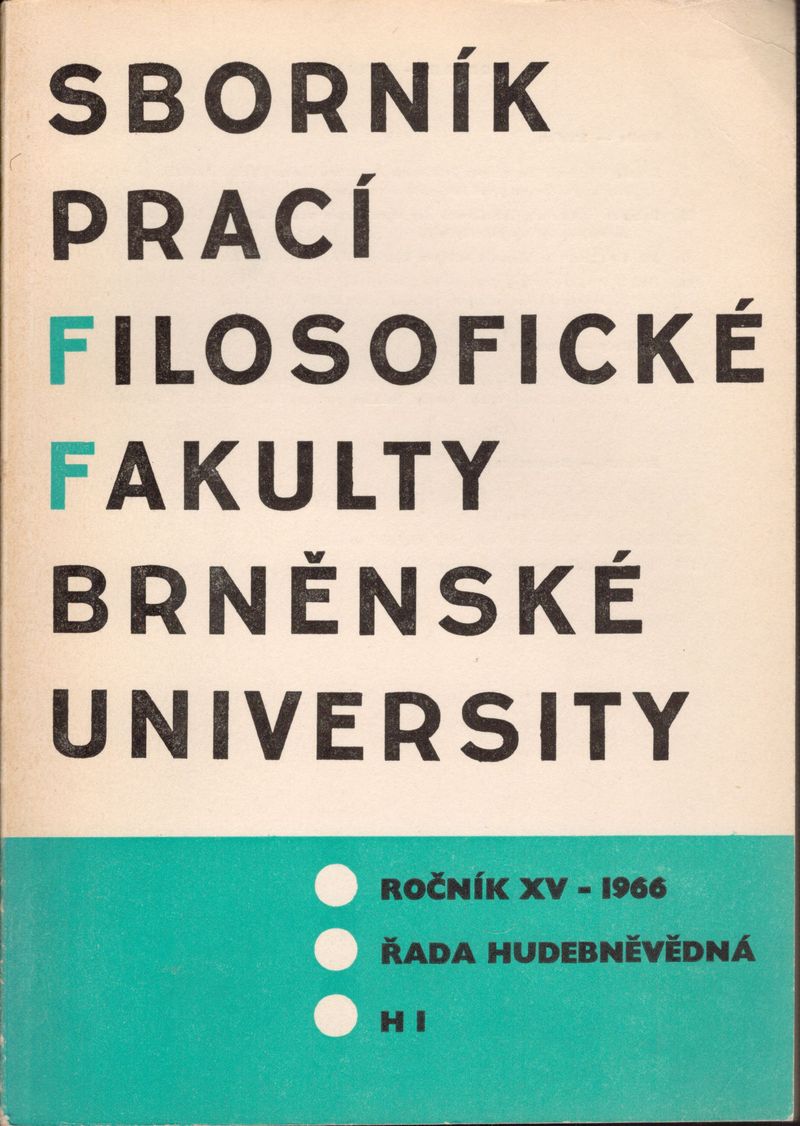 SBORNÍK
PRACÍ
FILOSOFICKÉ
FAKULTY
BRNĚNSKÉ
UNIVERSITY
ROČNÍK XV - 1966
ŘADA HUDEBNĚVĚDNÁ
H I